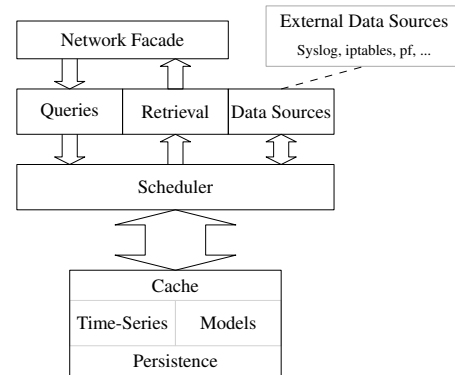 External Data Sources
Syslog, iptables, pf, ...
Network Facade
Queries
Retrieval
Data Sources
Scheduler
Cache
Time-Series
Models
Persistence